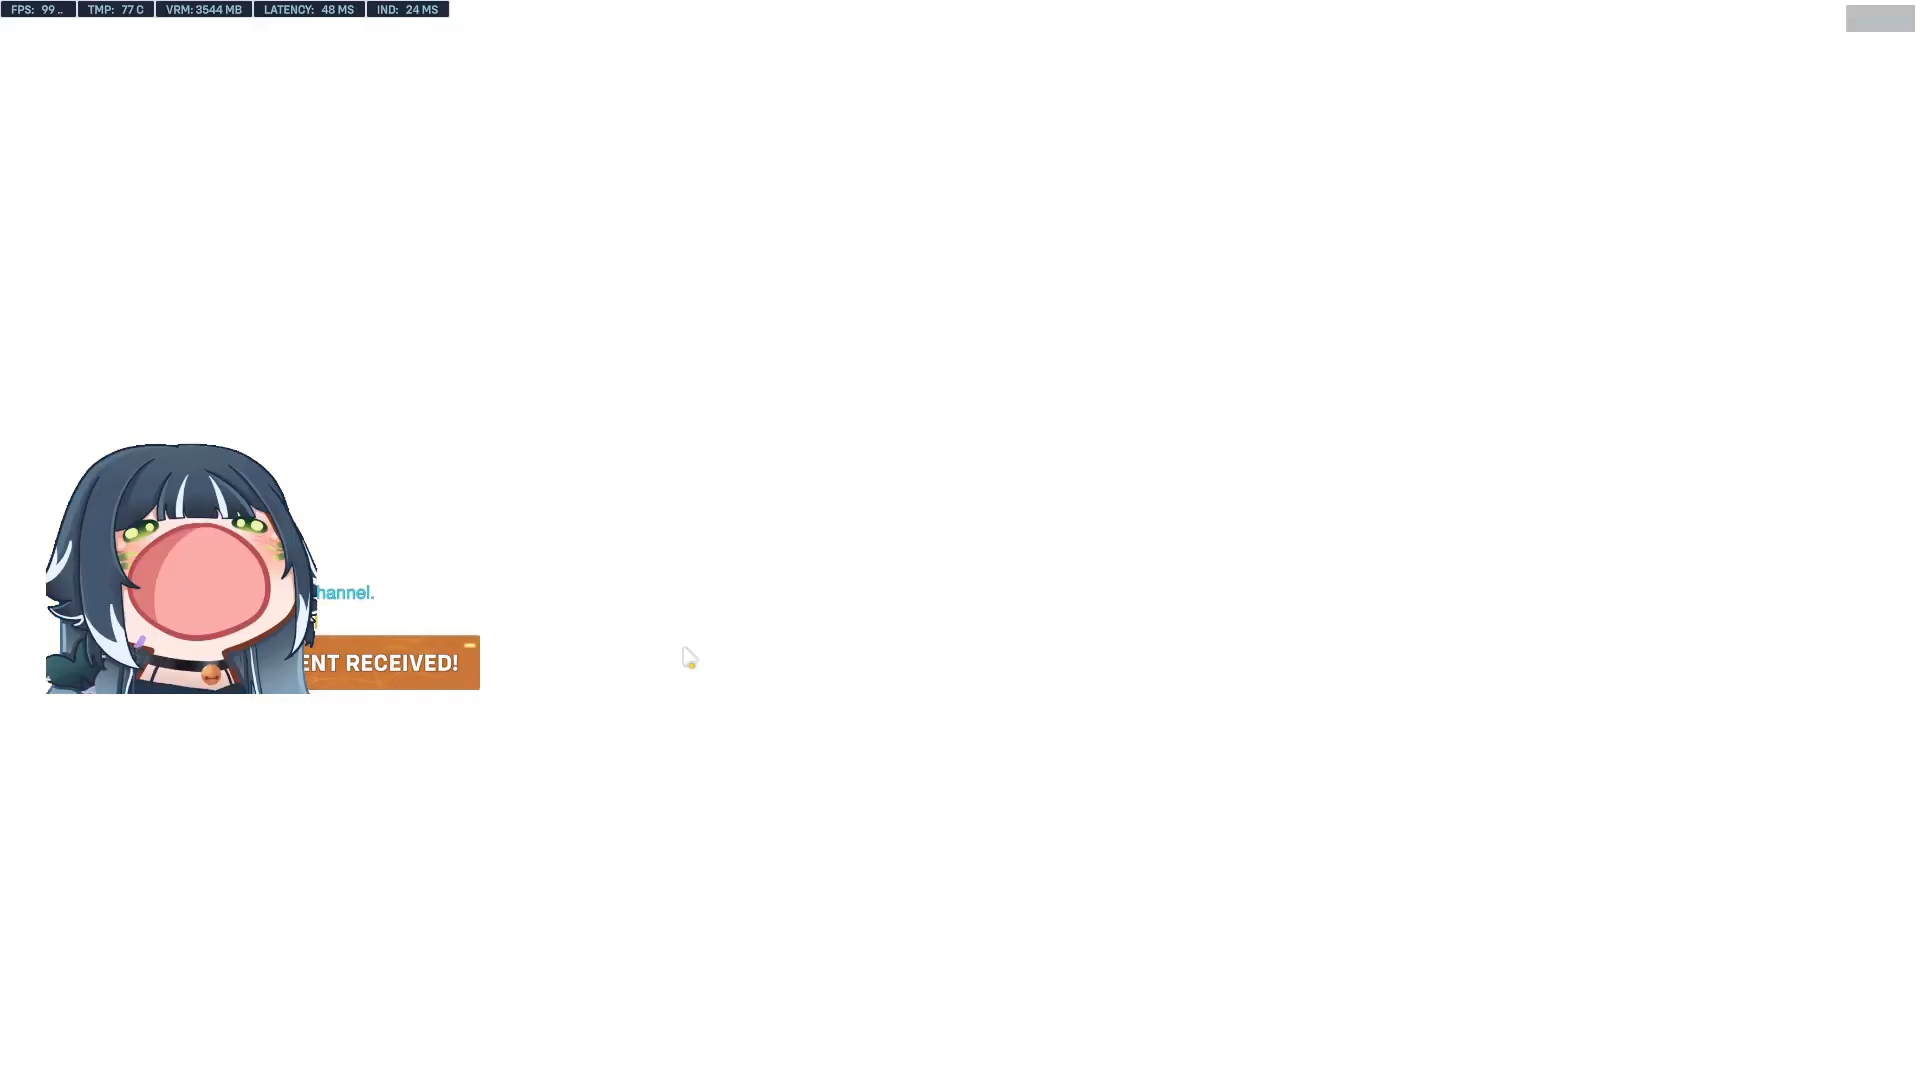 FPS: 99 ..
TMP: 77 C
VRM: 3544 MB
LATENCY: 48 MS
IND: 24 MS
hannel.
ENT RECEIVED!